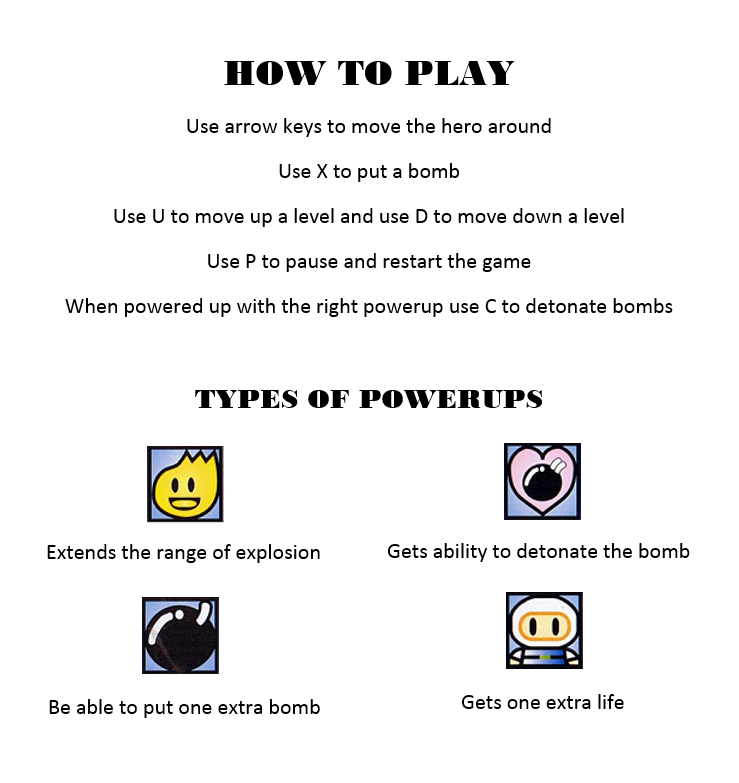 HOW TO PLAY
Use arrow keys to move the hero around
Use X to put a bomb
Use U to move up a level and use D to move down a level
Use P to pause and restart the game
When powered up with the right powerup use C to detonate bombs
TYPES OF POWERUPS
Extends the range of explosion
Gets ability to detonate the bomb
Be able to put one extra bomb
Gets one extra life